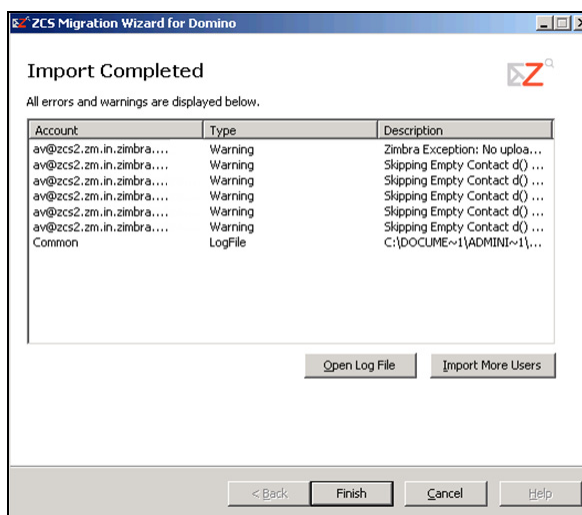 ZCS Migration Wizard for Domino
Import Completed
All errors and warnings are displayed below.
Account Type Description
av@zcs2.zm.in.zimbra.... Warning Zimbra Exception: No uploa...
av@zcs2.zm.in.zimbra.... Warning Skipping Empty Contact d() ...
av@zcs2.zm.in.zimbra.... Warning Skipping Empty Contact d() ...
av@zcs2.zm.in.zimbra.... Warning Skipping Empty Contact d() ...
av@zcs2.zm.in.zimbra.... Warning Skipping Empty Contact d() ...
av@zcs2.zm.in.zimbra.... Warning Skipping Empty Contact d() ...
Common LogFile C:\DOCUME~1\ADMINI~1\...
Open Log File Import More Users
< Back Finish Cancel Help